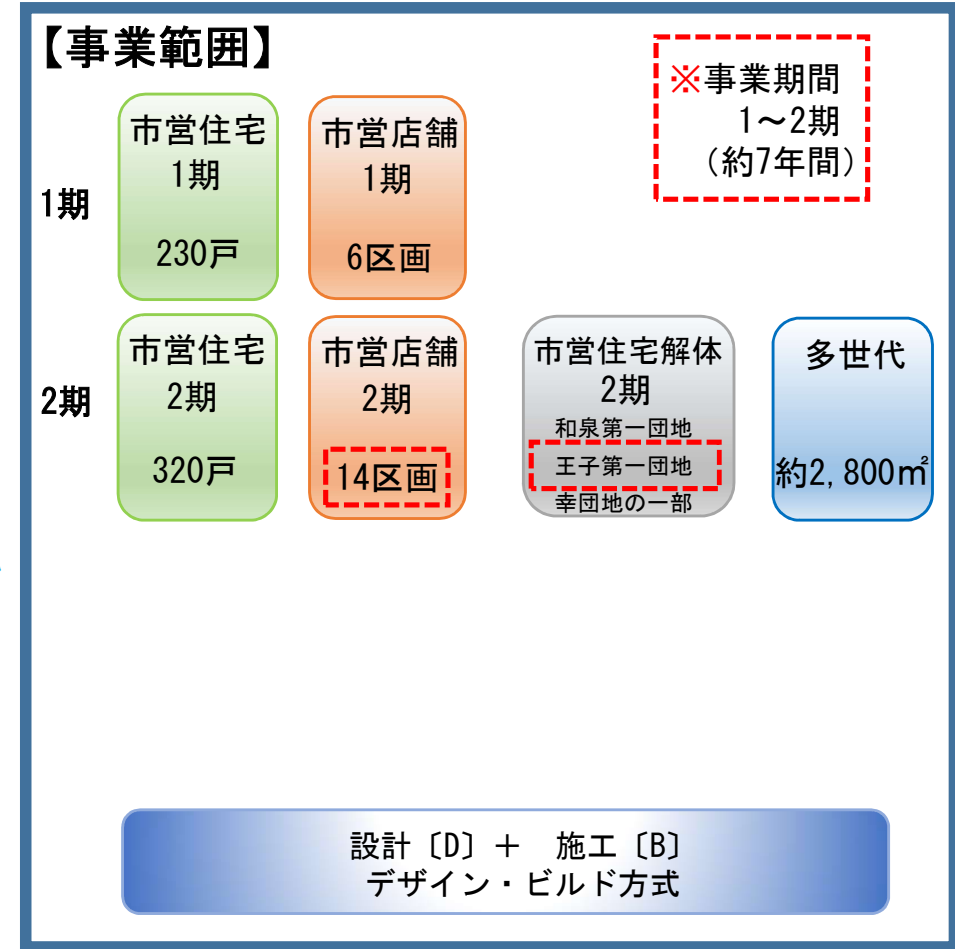 【事業範囲】
※事業期間
1～2期
（約7年間）
1期
市営住宅
1期
230戸
市営店舗
1期
6区画
2期
市営住宅
2期
320戸
市営店舗
2期
14区画
市営住宅解体
2期
和泉第一団地
王子第一団地
幸団地の一部
多世代
約2,800㎡
設計〔D〕＋ 施工〔B〕
デザイン・ビルド方式